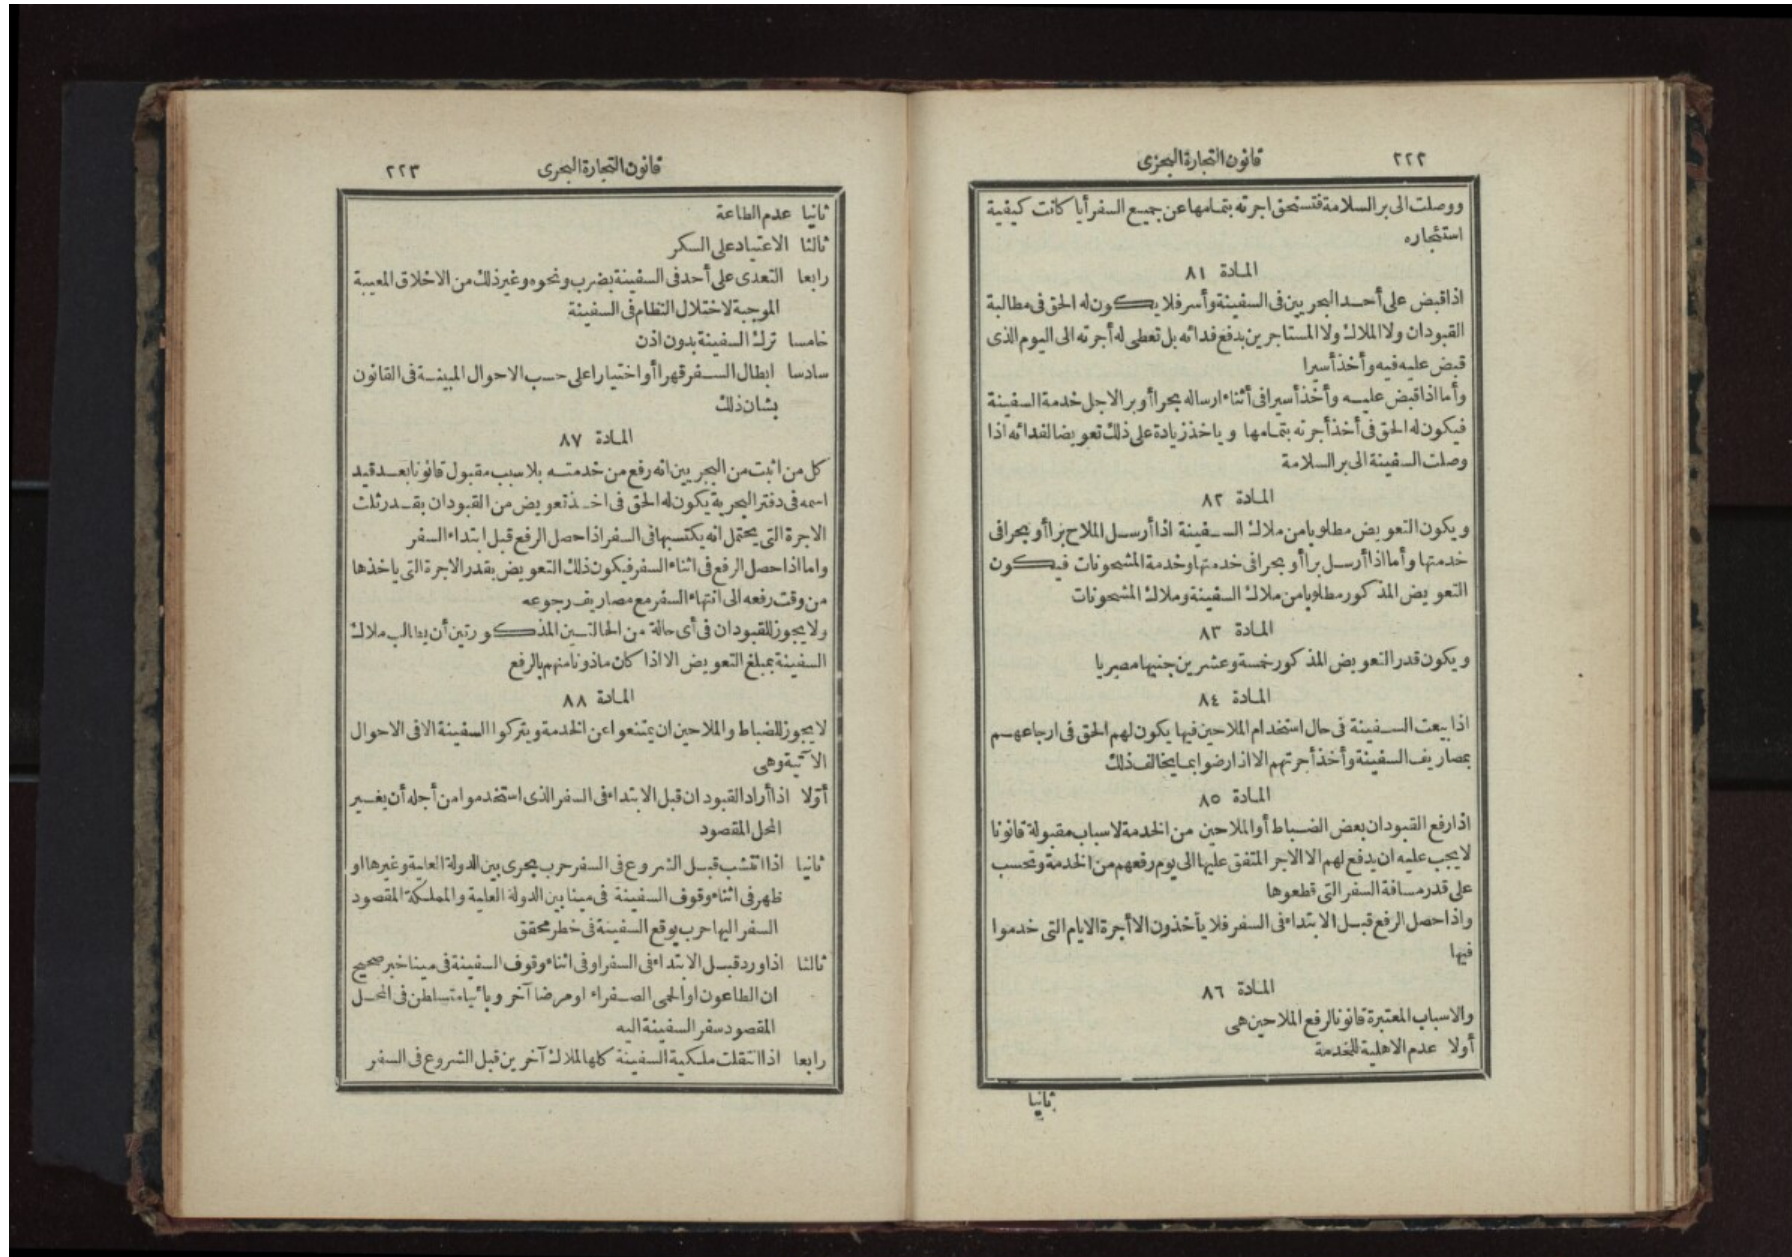 ٢٢٢
قانون التجارة البحري
ووصلت الى بر السلامة فتستحق اجرته بتمامها عن جميع السفر أيا كانت كيفية
استئجاره
المادة ٨١
اذا قبض على أحد البحريين فى السفينة وأسر فلا يكون له الحق فى مطالبة
القبودان ولا الملاك ولا المستاجرين بدفع فدائه بل تعطى له أجرته الى اليوم الذى
قبض عليه فيه وأخذ أسيرا
وأما اذا قبض عليه وأخذ أسيرا فى أثناء ارساله بحرا أو برا لاجل خدمة السفينة
فيكون له الحق فى أخذ أجرته بتمامها وياخذ زيادة على ذلك تعويضا لفدائه اذا
وصلت السفينة الى بر السلامة
المادة ٨٢
ويكون التعويض مطلوبا من ملاك السفينة اذا أرسل الملاح برا أو بحرا فى
خدمتها وأما اذا أرسل برا أو بحرا فى خدمتها وخدمة المشحونات فيكون
التعويض المذكور مطلوبا من ملاك السفينة وملاك المشحونات
المادة ٨٣
ويكون قدر التعويض المذكور خمسة وعشرين جنيها مصريا
المادة ٨٤
اذا بيعت السفينة فى حال استخدام الملاحين فيها يكون لهم الحق فى ارجاعهم
بمصاريف السفينة وأخذ أجرتهم الا اذا رضوا بما يخالف ذلك
المادة ٨٥
اذا رفع القبودان بعض الضباط أو الملاحين من الخدمة لاسباب مقبولة قانونا
لا يجب عليه ان يدفع لهم الا الاجر المتفق عليها الى يوم رفعهم من الخدمة وتحسب
على قدر مسافة السفر التى قطعوها
واذا حصل الرفع قبل الابتداء فى السفر فلا يأخذون الا أجرة الايام التى خدموا
فيها
المادة ٨٦
والاسباب المعتبرة قانونا لرفع الملاحين هى
أولا عدم الاهلية للخدمة
ثانيا
قانون التجارة البحرى
٢٢٣
ثانيا عدم الطاعة
ثالثا الاعتياد على السكر
رابعا التعدى على أحد فى السفينة بضرب ونحوه وغير ذلك من الاخلاق المعيبة
الموجبة لاختلال النظام فى السفينة
خامسا ترك السفينة بدون اذن
سادسا ابطال السفر قهرا أو اختيارا على حسب الاحوال المبينة فى القانون
بشان ذلك
المادة ٨٧
كل من اثبت من البحريين انه رفع من خدمته بلا سبب مقبول قانونا بعد قيد
اسمه فى دفتر البحرية يكون له الحق فى اخذ تعويض من القبودان بقدر ثلث
الاجرة التى يحتمل انه يكتسبها فى السفر اذا حصل الرفع قبل ابتداء السفر
واما اذا حصل الرفع فى اثناء السفر فيكون ذلك التعويض بقدر الاجرة التى ياخذها
من وقت رفعه الى انتهاء السفر مع مصاريف رجوعه
ولا يجوز للقبودان فى أى حالة من الحالتين المذكورتين أن يطالب ملاك
السفينة بمبلغ التعويض الا اذا كان ماذونا منهم بالرفع
المادة ٨٨
لا يجوز للضباط والملاحين ان يمتنعوا عن الخدمة ويتركوا السفينة الا فى الاحوال
الآتية وهى
أولا اذا أراد القبودان قبل الابتداء فى السفر الذى استخدموا من أجله أن يغير
المحل المقصود
ثانيا اذا انتشب قبل الشروع فى السفر حرب بحرى بين الدولة العلية وغيرها او
ظهر فى اثناء وقوف السفينة فى مينا بين الدولة العلية والمملكة المقصود
السفر اليها حرب يوقع السفينة فى خطر محقق
ثالثا اذا ورد قبل الابتداء فى السفر او فى اثناء وقوف السفينة فى مينا خبر صحيح
ان الطاعون او الحمى الصفراء او مرضا آخر وبائيا متسلطن فى المحل
المقصود سفر السفينة اليه
رابعا اذا انتقلت ملكية السفينة كلها لملاك آخرين قبل الشروع فى السفر